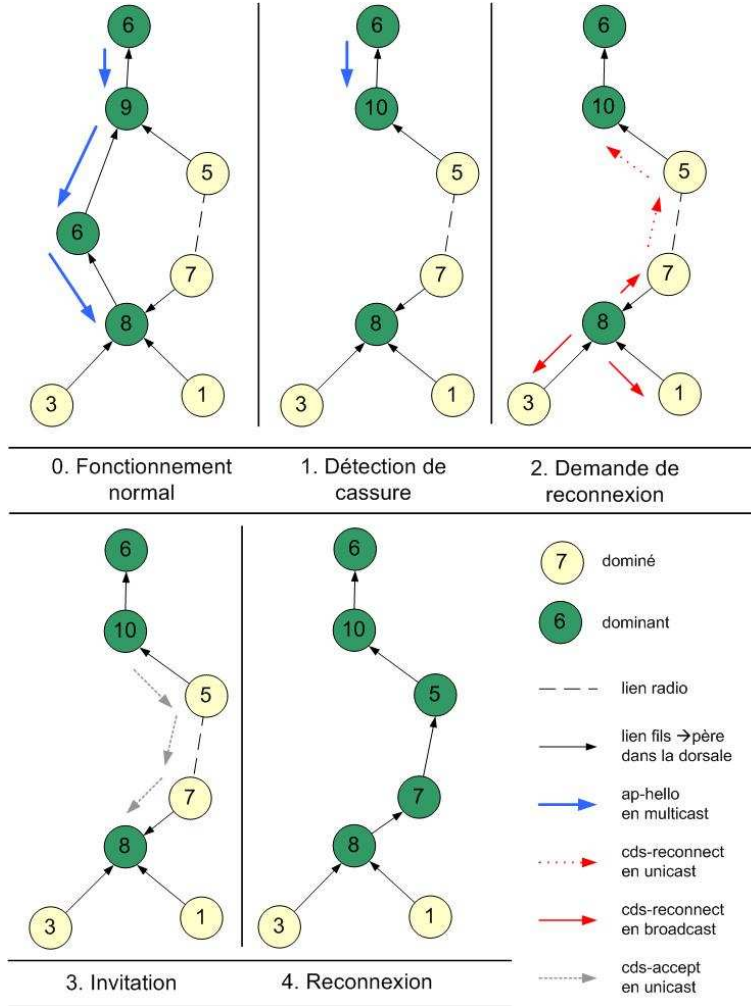 6
9
5
6
7
8
3
1
6
10
5
7
8
3
1
6
10
5
7
8
3
1
0. Fonctionnement
normal
1. Détection de
cassure
2. Demande de
reconnexion
6
10
5
7
8
3
1
6
10
5
7
8
3
1
7
dominé
6
dominant
lien radio
lien fils →père
dans la dorsale
ap-hello
en multicast
cds-reconnect
en unicast
cds-reconnect
en broadcast
cds-accept
en unicast
3. Invitation
4. Reconnexion